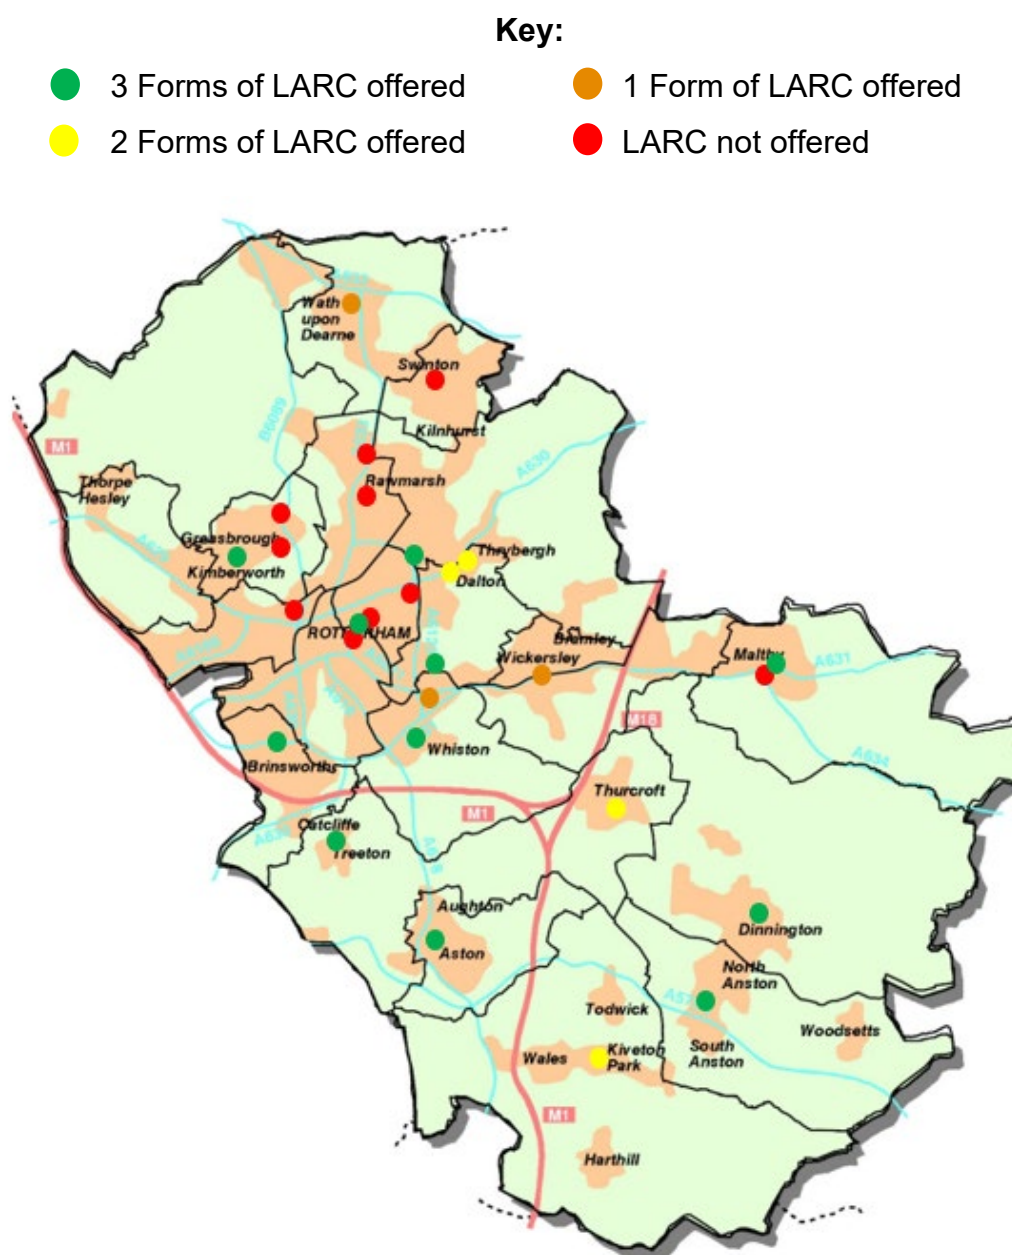 Key:
3 Forms of LARC offered
1 Form of LARC offered
2 Forms of LARC offered
LARC not offered
Wath
upon
Dearne
Swinton
Kilnhurst
B6089
A630
M1
Rawmarsh
Thorpe
Hesley
Greasbrough
Kimberworth
Thrybergh
Dalton
ROTHERHAM
Bramley
Wickersley
Maltby
A631
M18
A634
Whiston
Brinsworth
Thurcroft
M1
Catcliffe
Treeton
Aughton
Aston
Dinnington
North
Anston
Todwick
Woodsetts
South
Anston
Wales
Kiveton
Park
M1
Harthill